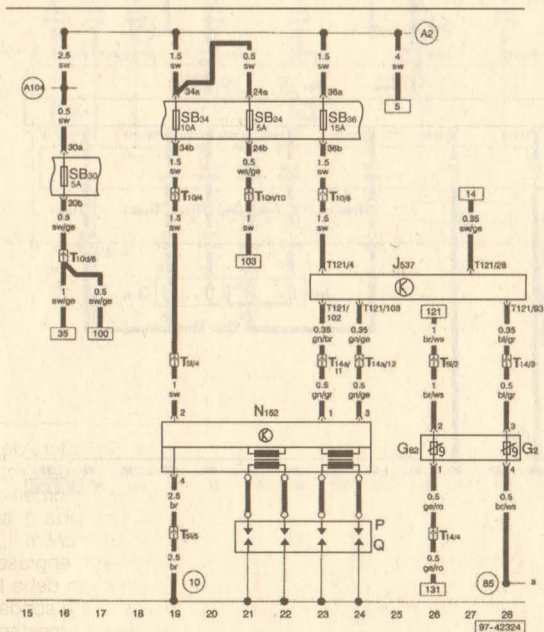 A2
2.5 1.5 0.5 1.5 4
sw sw sw sw sw
A104
34a 24a 36a
5
0.5
sw
SB34 SB24 SB36
10A 5A 15A
30a
34b 24b 36b
SB30
5A
1.5 0.5 1.5
sw ws/ge sw
30b
T10/4 T10n/10 T10/6
14
0.5
sw/ge
1.5 1 1.5
sw sw sw
0.35
sw/ge
T10d/6
103
T121/4 J537 T121/28
K
1 0.5
sw/ge sw/ge
35 100
T121/102 T121/103 121 T121/93
0.35 0.35 1 0.35
gn/br gn/ge br/ws bl/gr
T5f/4 T14a/11 T14a/12 T5f/2 T14/3
1 0.5 0.5 1 0.35
sw gn/gr gn/ge br/ws bl/gr
2 N152 1 3
K
2 3
G62 G2
1 4
4
2.5
br
P
Q
0.5 0.5
ge/ro br/ws
T5f/5
T14/4
2.5
br
0.5
ge/ro
10 85 a
131
15 16 17 18 19 20 21 22 23 24 25 26 27 28
97-42324